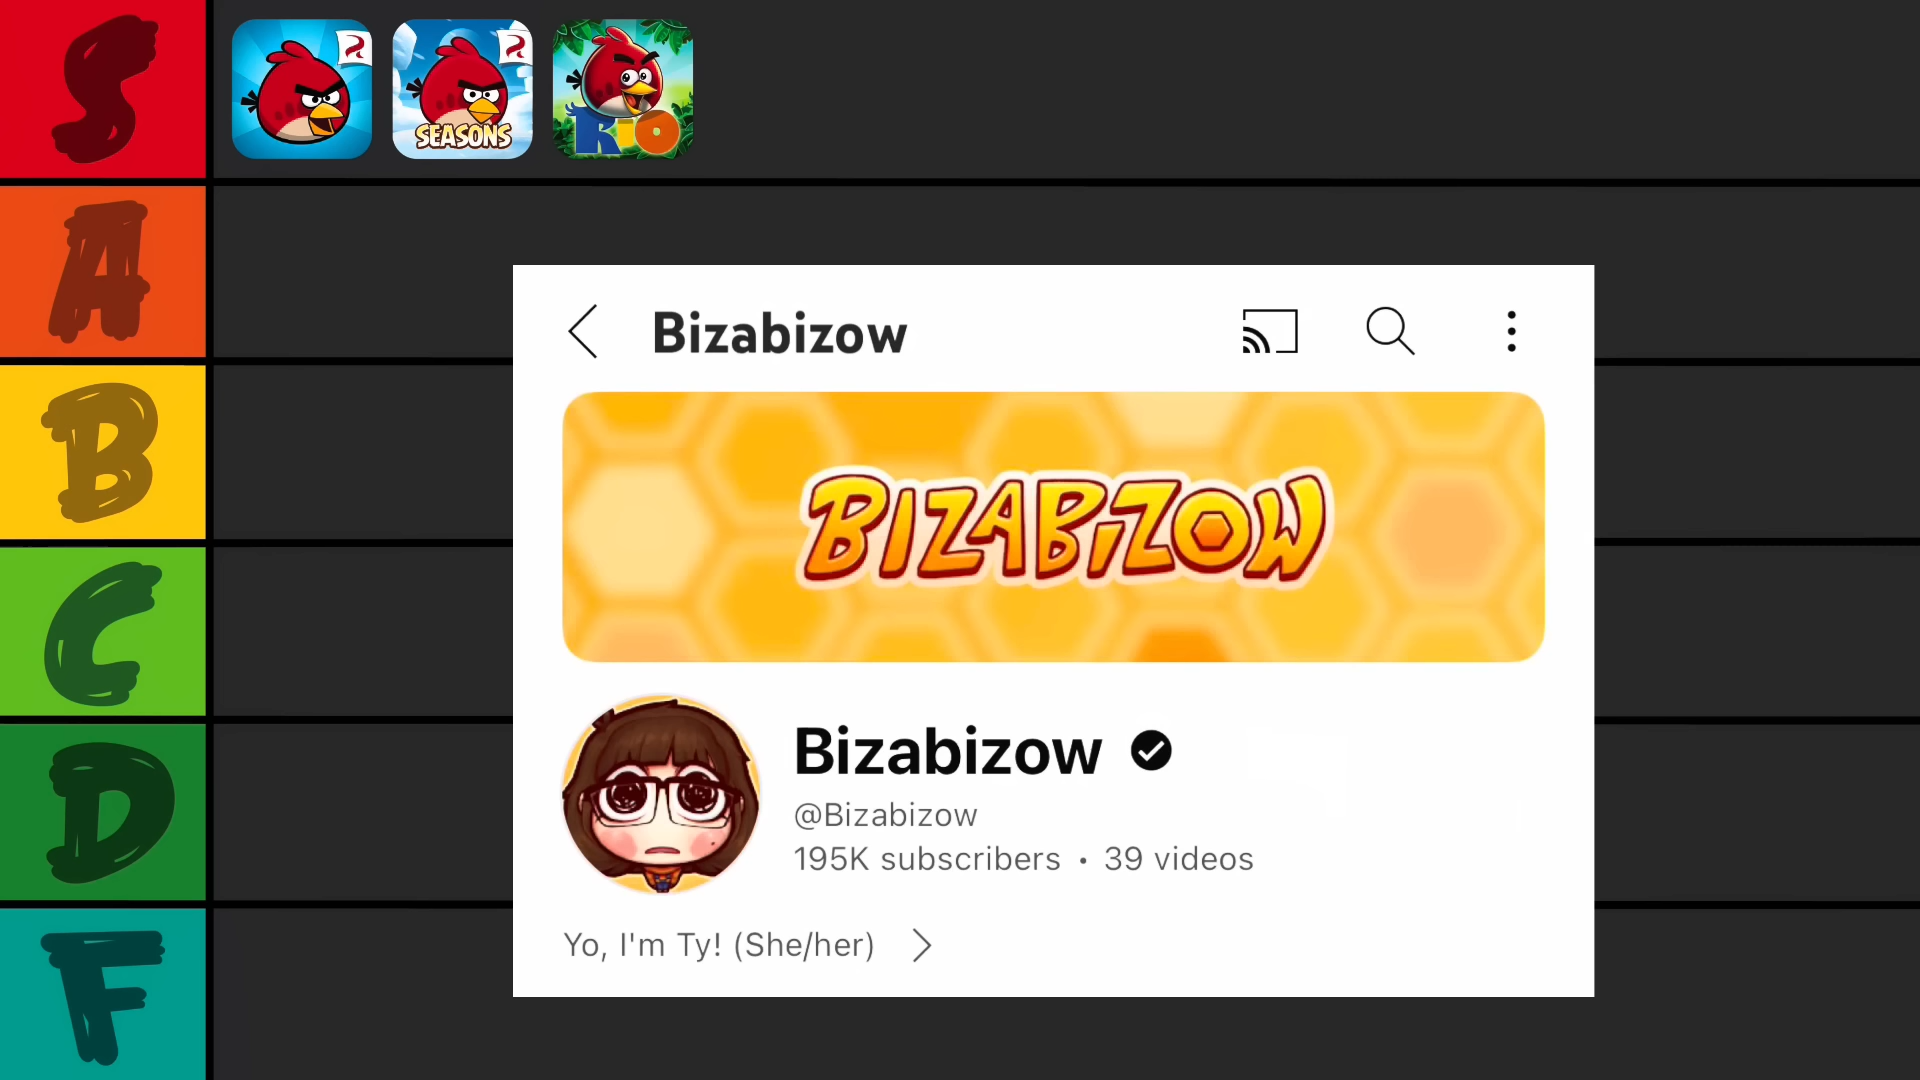 S
SEASONS
RiO
A
Bizabizow
B
BIZABIZOW
C
Bizabizow
D
@Bizabizow
195K subscribers • 39 videos
F
Yo, I'm Ty! (She/her)